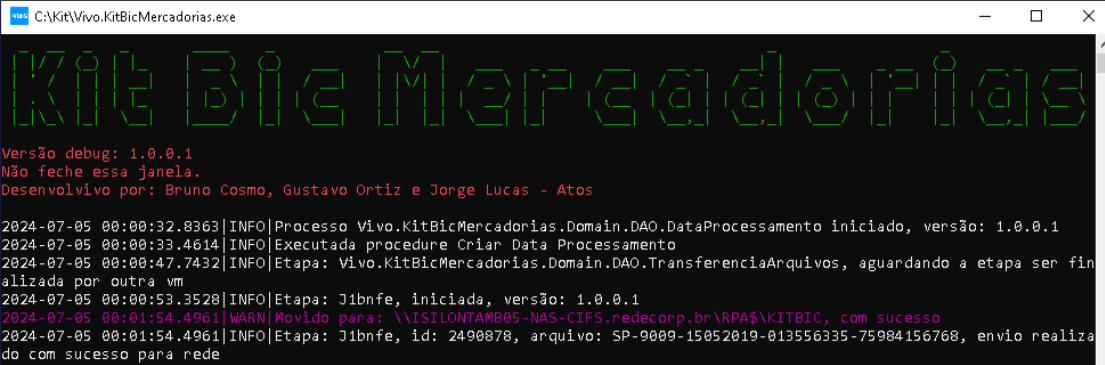 Atos C:\Kit\Vivo.KitBicMercadorias.exe
Kit Bic Mercadorias
Versão debug: 1.0.0.1
Não feche essa janela.
Desenvolvivo por: Bruno Cosmo, Gustavo Ortiz e Jorge Lucas - Atos
2024-07-05 00:00:32.8363|INFO|Processo Vivo.KitBicMercadorias.Domain.DAO.DataProcessamento iniciado, versão: 1.0.0.1
2024-07-05 00:00:33.4614|INFO|Executada procedure Criar Data Processamento
2024-07-05 00:00:47.7432|INFO|Etapa: Vivo.KitBicMercadorias.Domain.DAO.TransferenciaArquivos, aguardando a etapa ser fin
alizada por outra vm
2024-07-05 00:00:53.3528|INFO|Etapa: J1bnfe, iniciada, versão: 1.0.0.1
2024-07-05 00:01:54.4961|WARN|Movido para: \\ISILONTAMB05-NAS-CIFS.redecorp.br\RPA$\KITBIC, com sucesso
2024-07-05 00:01:54.4961|INFO|Etapa: J1bnfe, id: 2490878, arquivo: SP-9009-15052019-013556335-75984156768, envio realiza
do com sucesso para rede